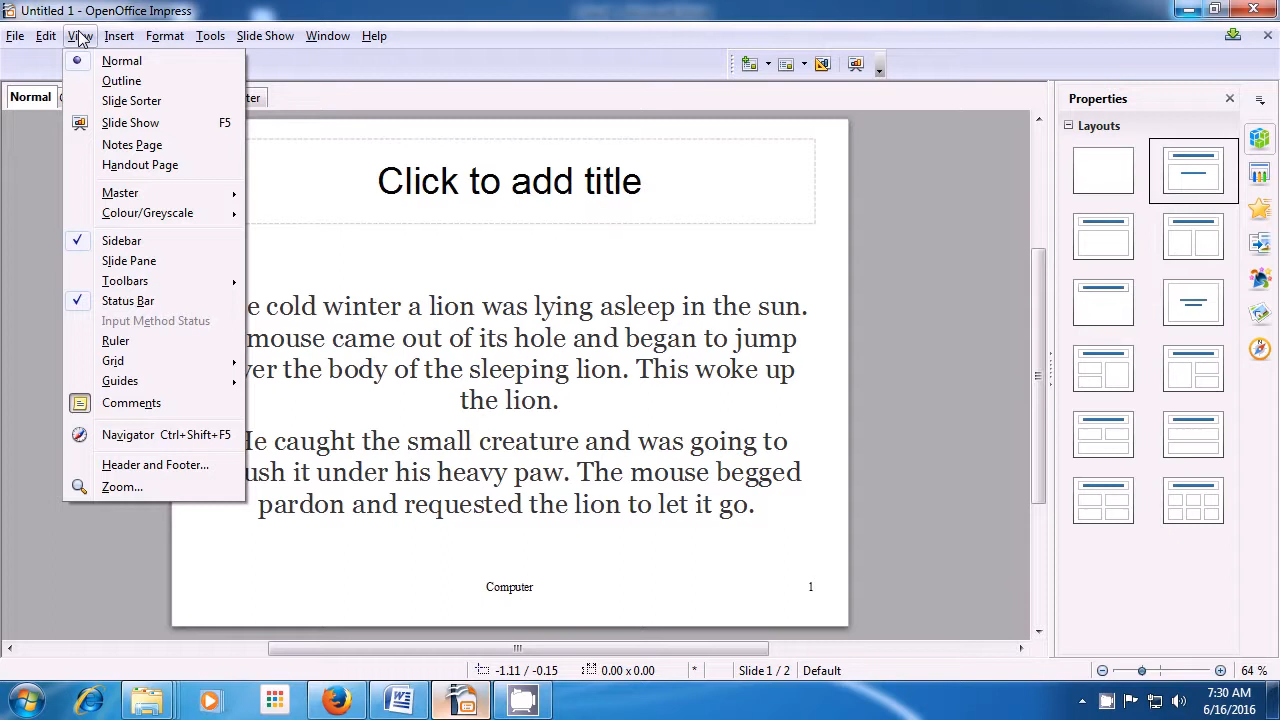 Untitled 1 - OpenOffice Impress
File Edit View Insert Format Tools Slide Show Window Help
Normal
Outline
Slide Sorter
Slide Show F5
Notes Page
Handout Page
Master
Colour/Greyscale
Sidebar
Slide Pane
Toolbars
Status Bar
Input Method Status
Ruler
Grid
Guides
Comments
Navigator Ctrl+Shift+F5
Header and Footer...
Zoom...
Normal
Click to add title
cold winter a lion was lying asleep in the sun.
mouse came out of its hole and began to jump
the body of the sleeping lion. This woke up
the lion.
He caught the small creature and was going to
it under his heavy paw. The mouse begged
pardon and requested the lion to let it go.
Computer 1
Properties
Layouts
-1.11 / -0.15 0.00 x 0.00 * Slide 1 / 2 Default 64 %
7:30 AM
6/16/2016